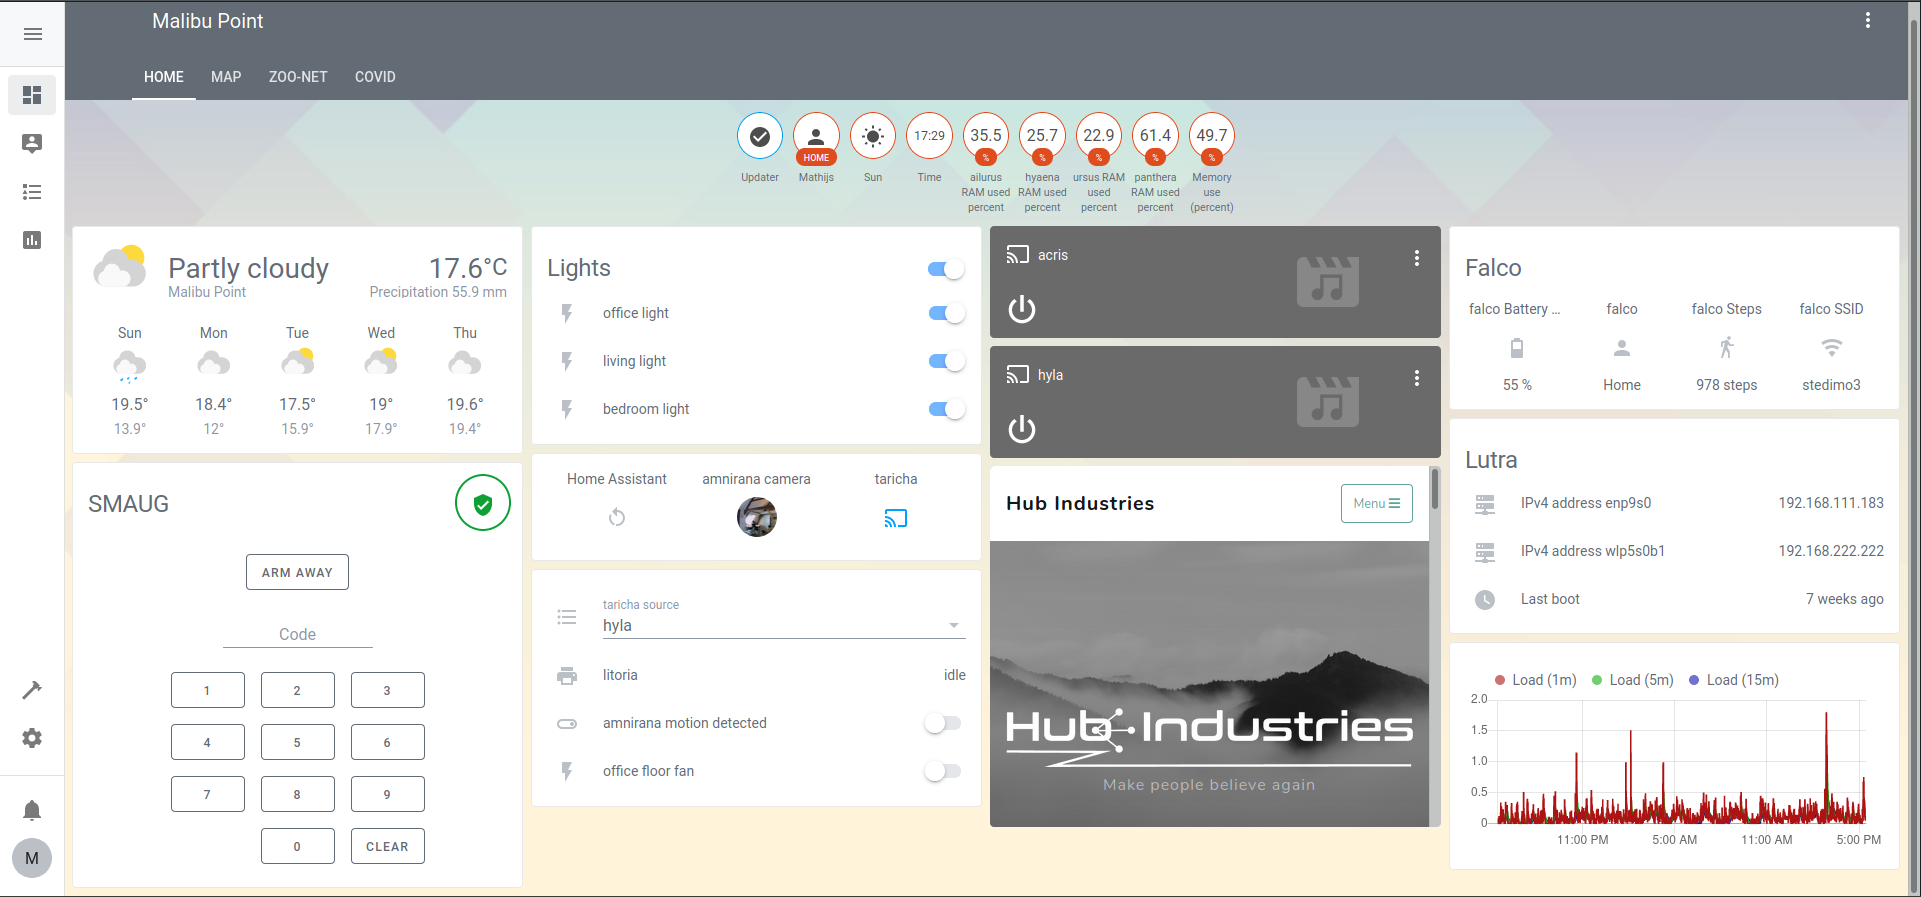 Malibu Point
HOME MAP ZOO-NET COVID
Updater
HOME
Mathijs
Sun
17:29
Time
35.5
%
ailurus
RAM used
percent
25.7
%
hyaena
RAM used
percent
22.9
%
ursus RAM
used
percent
61.4
%
panthera
RAM used
percent
49.7
%
Memory
use
(percent)
Partly cloudy 17.6°C
Malibu Point Precipitation 55.9 mm
Sun Mon Tue Wed Thu
19.5° 18.4° 17.5° 19° 19.6°
13.9° 12° 15.9° 17.9° 19.4°
SMAUG
ARM AWAY
Code
1 2 3
4 5 6
7 8 9
0 CLEAR
M
Lights
office light
living light
bedroom light
Home Assistant amnirana camera taricha
taricha source
hyla
litoria idle
amnirana motion detected
office floor fan
acris
hyla
Hub Industries Menu
Hub Industries
Make people believe again
Falco
falco Battery ... falco falco Steps falco SSID
55 % Home 978 steps stedimo3
Lutra
IPv4 address enp9s0 192.168.111.183
IPv4 address wlp5s0b1 192.168.222.222
Last boot 7 weeks ago
Load (1m) Load (5m) Load (15m)
2.0
1.5
1.0
0.5
0
11:00 PM 5:00 AM 11:00 AM 5:00 PM